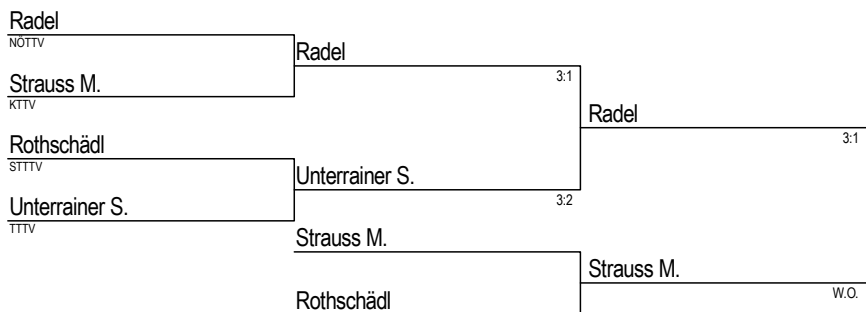 Radel
NÖTTV
Radel
3:1
Strauss M.
KTTV
Radel
3:1
Rothschädl
STTTV
Unterrainer S.
3:2
Unterrainer S.
TTTV
Strauss M.
Strauss M.
W.O.
Rothschädl